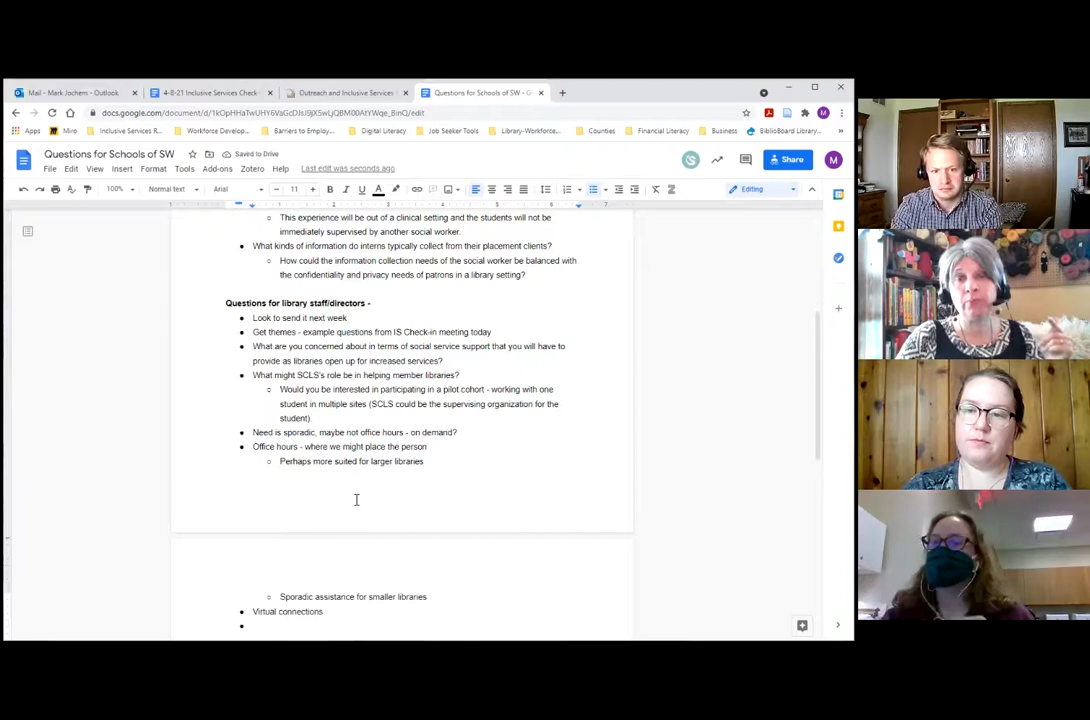 Mail - Mark Jochem - Outlook
4-8-21 Inclusive Services Check-
Outreach and Inclusive Services
Questions for Schools of SW - G
Apps
Miro
Inclusive Services R...
Workforce Develop...
Barriers to Employ...
Digital Literacy
Job Seeker Tools
Library-Workforce...
Counties
Financial Literacy
Business
BiblioBoard Library...
Questions for Schools of SW
Saved to Drive
Share
M
File Edit View Insert Format Tools Add-ons Zotero Help Last edit was seconds ago
100% Normal text Arial 11 Editing
This experience will be out of a clinical setting and the students will not be
immediately supervised by another social worker.
What kinds of information do interns typically collect from their placement clients?
How could the information collection needs of the social worker be balanced with
the confidentiality and privacy needs of patrons in a library setting?
Questions for library staff/directors -
Look to send it next week
Get themes - example questions from IS Check-in meeting today
What are you concerned about in terms of social service support that you will have to
provide as libraries open up for increased services?
What might SCLS's role be in helping member libraries?
Would you be interested in participating in a pilot cohort - working with one
student in multiple sites (SCLS could be the supervising organization for the
student).
Need is sporadic, maybe not office hours - on demand?
Office hours - where we might place the person
Perhaps more suited for larger libraries
Sporadic assistance for smaller libraries
Virtual connections